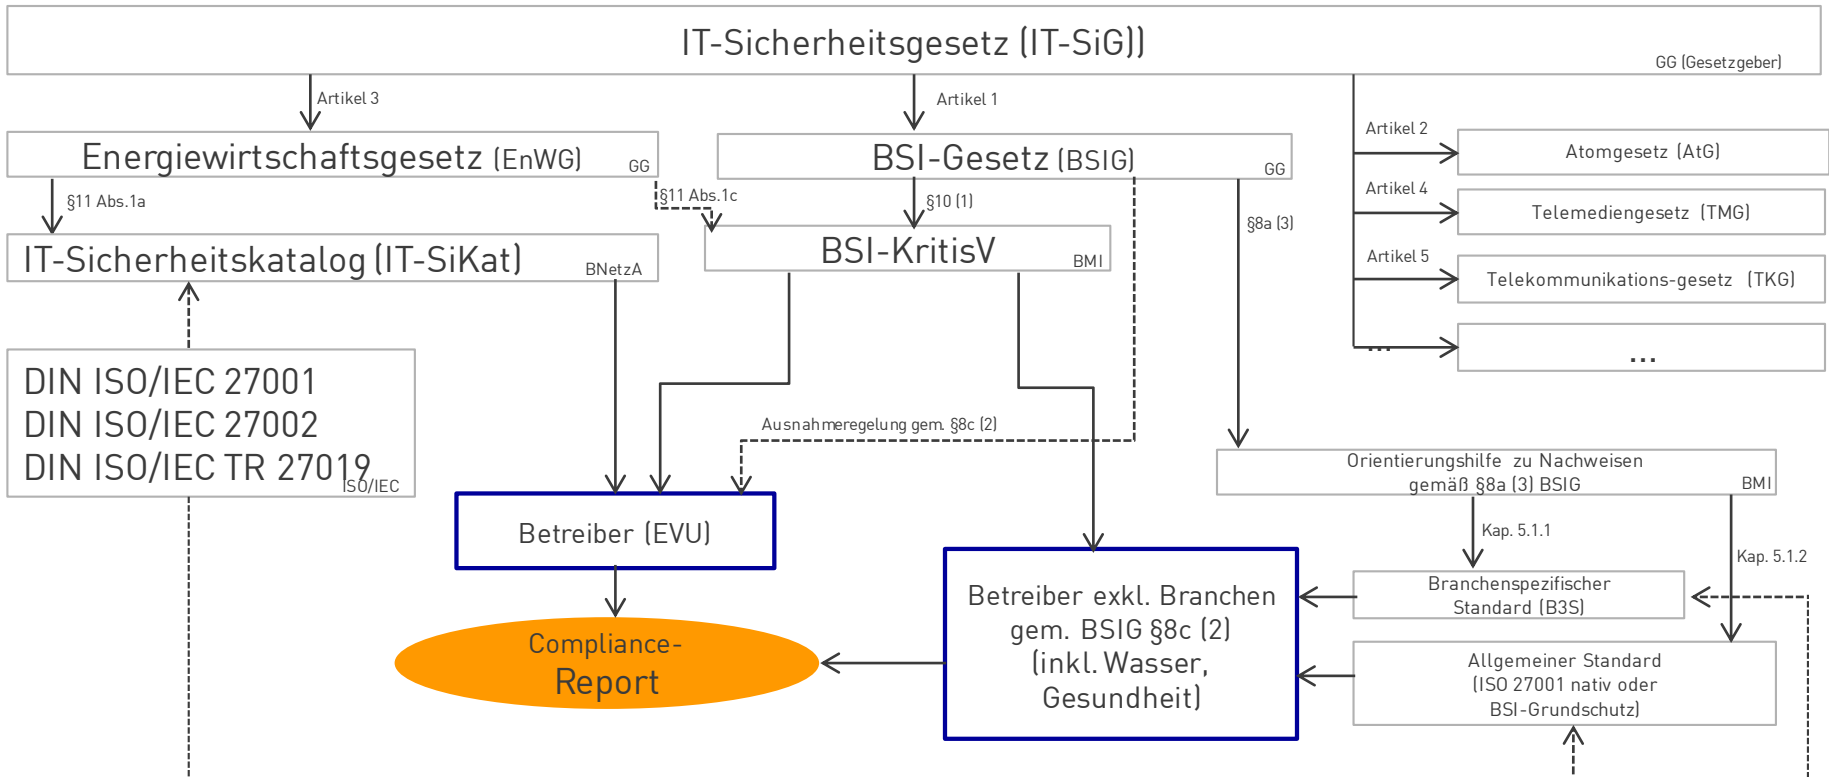 IT-Sicherheitsgesetz (IT-SiG))
GG (Gesetzgeber)
Artikel 3
Artikel 1
Artikel 2
Energiewirtschaftsgesetz (EnWG)
GG
BSI-Gesetz (BSIG)
GG
Atomgesetz (AtG)
§11 Abs.1a
§11 Abs.1c
§10 (1)
§8a (3)
Artikel 4
Telemediengesetz (TMG)
IT-Sicherheitskatalog (IT-SiKat)
BNetzA
BSI-KritisV
BMI
Artikel 5
Telekommunikations-gesetz (TKG)
...
...
DIN ISO/IEC 27001
DIN ISO/IEC 27002
DIN ISO/IEC TR 27019
ISO/IEC
Ausnahmeregelung gem. §8c (2)
Orientierungshilfe zu Nachweisen
gemäß §8a (3) BSIG
BMI
Betreiber (EVU)
Kap. 5.1.1
Kap. 5.1.2
Betreiber exkl. Branchen
gem. BSIG §8c (2)
(inkl. Wasser,
Gesundheit)
Branchenspezifischer
Standard (B3S)
Compliance-
Report
Allgemeiner Standard
(ISO 27001 nativ oder
BSI-Grundschutz)